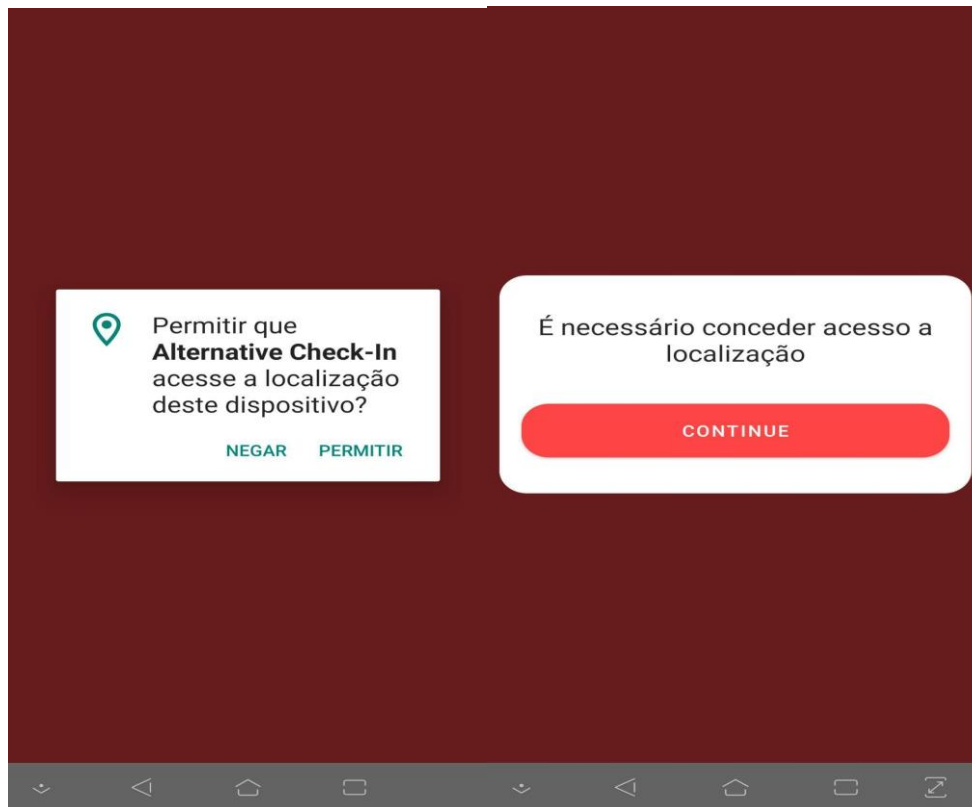 Permitir que
Alternative Check-In
acesse a localização
deste dispositivo?
NEGAR PERMITIR
É necessário conceder acesso a
localização
CONTINUE